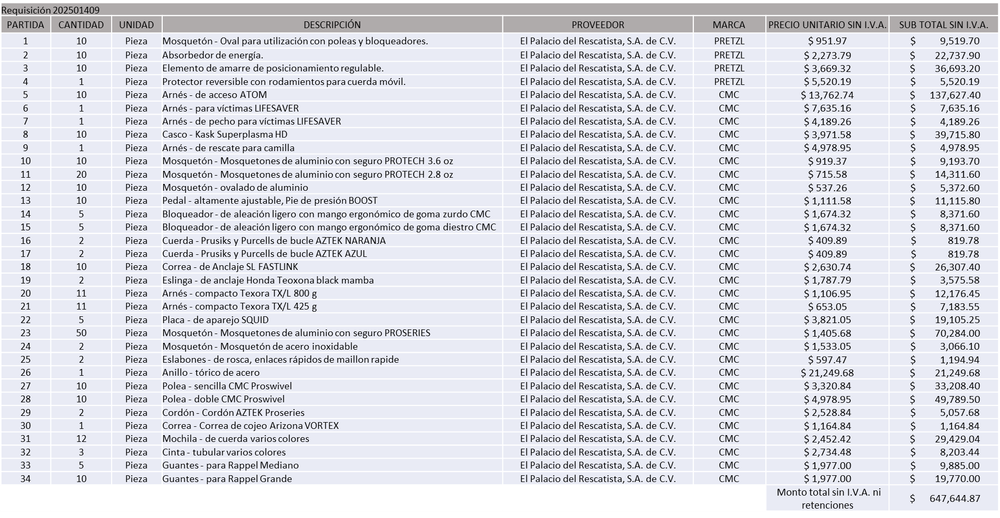 Requisición 202501409
PARTIDA CANTIDAD UNIDAD DESCRIPCIÓN PROVEEDOR MARCA PRECIO UNITARIO SIN I.V.A. SUB TOTAL SIN I.V.A.
1 10 Pieza Mosquetón - Oval para utilización con poleas y bloqueadores. El Palacio del Rescatista, S.A. de C.V. PRETZL $ 951.97 $ 9,519.70
2 10 Pieza Absorbedor de energía. El Palacio del Rescatista, S.A. de C.V. PRETZL $ 2,273.79 $ 22,737.90
3 10 Pieza Elemento de amarre de posicionamiento regulable. El Palacio del Rescatista, S.A. de C.V. PRETZL $ 3,669.32 $ 36,693.20
4 1 Pieza Protector reversible con rodamientos para cuerda móvil. El Palacio del Rescatista, S.A. de C.V. PRETZL $ 5,520.19 $ 5,520.19
5 10 Pieza Arnés - de acceso ATOM El Palacio del Rescatista, S.A. de C.V. CMC $ 13,762.74 $ 137,627.40
6 1 Pieza Arnés - para víctimas LIFESAVER El Palacio del Rescatista, S.A. de C.V. CMC $ 7,635.16 $ 7,635.16
7 1 Pieza Arnés - de pecho para víctimas LIFESAVER El Palacio del Rescatista, S.A. de C.V. CMC $ 4,189.26 $ 4,189.26
8 10 Pieza Casco - Kask Superplasma HD El Palacio del Rescatista, S.A. de C.V. CMC $ 3,971.58 $ 39,715.80
9 1 Pieza Arnés - de rescate para camilla El Palacio del Rescatista, S.A. de C.V. CMC $ 4,978.95 $ 4,978.95
10 10 Pieza Mosquetón - Mosquetones de aluminio con seguro PROTECH 3.6 oz El Palacio del Rescatista, S.A. de C.V. CMC $ 919.37 $ 9,193.70
11 20 Pieza Mosquetón - Mosquetones de aluminio con seguro PROTECH 2.8 oz El Palacio del Rescatista, S.A. de C.V. CMC $ 715.58 $ 14,311.60
12 10 Pieza Mosquetón - ovalado de aluminio El Palacio del Rescatista, S.A. de C.V. CMC $ 537.26 $ 5,372.60
13 10 Pieza Pedal - altamente ajustable, Pie de presión BOOST El Palacio del Rescatista, S.A. de C.V. CMC $ 1,111.58 $ 11,115.80
14 5 Pieza Bloqueador - de aleación ligero con mango ergonómico de goma zurdo CMC El Palacio del Rescatista, S.A. de C.V. CMC $ 1,674.32 $ 8,371.60
15 5 Pieza Bloqueador - de aleación ligero con mango ergonómico de goma diestro CMC El Palacio del Rescatista, S.A. de C.V. CMC $ 1,674.32 $ 8,371.60
16 2 Pieza Cuerda - Prusiks y Purcells de bucle AZTEK NARANJA El Palacio del Rescatista, S.A. de C.V. CMC $ 409.89 $ 819.78
17 2 Pieza Cuerda - Prusiks y Purcells de bucle AZTEK AZUL El Palacio del Rescatista, S.A. de C.V. CMC $ 409.89 $ 819.78
18 10 Pieza Correa - de Anclaje SL FASTLINK El Palacio del Rescatista, S.A. de C.V. CMC $ 2,630.74 $ 26,307.40
19 2 Pieza Eslinga - de anclaje Honda Teoxona black mamba El Palacio del Rescatista, S.A. de C.V. CMC $ 1,787.79 $ 3,575.58
20 11 Pieza Arnés - compacto Texora TX/L 800 g El Palacio del Rescatista, S.A. de C.V. CMC $ 1,106.95 $ 12,176.45
21 11 Pieza Arnés - compacto Texora TX/L 425 g El Palacio del Rescatista, S.A. de C.V. CMC $ 653.05 $ 7,183.55
22 5 Pieza Placa - de aparejo SQUID El Palacio del Rescatista, S.A. de C.V. CMC $ 3,821.05 $ 19,105.25
23 50 Pieza Mosquetón - Mosquetones de aluminio con seguro PROSERIES El Palacio del Rescatista, S.A. de C.V. CMC $ 1,405.68 $ 70,284.00
24 2 Pieza Mosquetón - Mosquetón de acero inoxidable El Palacio del Rescatista, S.A. de C.V. CMC $ 1,533.05 $ 3,066.10
25 2 Pieza Eslabones - de rosca, enlaces rápidos de maillon rapide El Palacio del Rescatista, S.A. de C.V. CMC $ 597.47 $ 1,194.94
26 1 Pieza Anillo - tórico de acero El Palacio del Rescatista, S.A. de C.V. CMC $ 21,249.68 $ 21,249.68
27 10 Pieza Polea - sencilla CMC Proswivel El Palacio del Rescatista, S.A. de C.V. CMC $ 3,320.84 $ 33,208.40
28 10 Pieza Polea - doble CMC Proswivel El Palacio del Rescatista, S.A. de C.V. CMC $ 4,978.95 $ 49,789.50
29 2 Pieza Cordón - Cordón AZTEK Proseries El Palacio del Rescatista, S.A. de C.V. CMC $ 2,528.84 $ 5,057.68
30 1 Pieza Correa - Correa de cojeo Arizona VORTEX El Palacio del Rescatista, S.A. de C.V. CMC $ 1,164.84 $ 1,164.84
31 12 Pieza Mochila - de cuerda varios colores El Palacio del Rescatista, S.A. de C.V. CMC $ 2,452.42 $ 29,429.04
32 3 Pieza Cinta - tubular varios colores El Palacio del Rescatista, S.A. de C.V. CMC $ 2,734.48 $ 8,203.44
33 5 Pieza Guantes - para Rappel Mediano El Palacio del Rescatista, S.A. de C.V. CMC $ 1,977.00 $ 9,885.00
34 10 Pieza Guantes - para Rappel Grande El Palacio del Rescatista, S.A. de C.V. CMC $ 1,977.00 $ 19,770.00
Monto total sin I.V.A. ni
retenciones $ 647,644.87